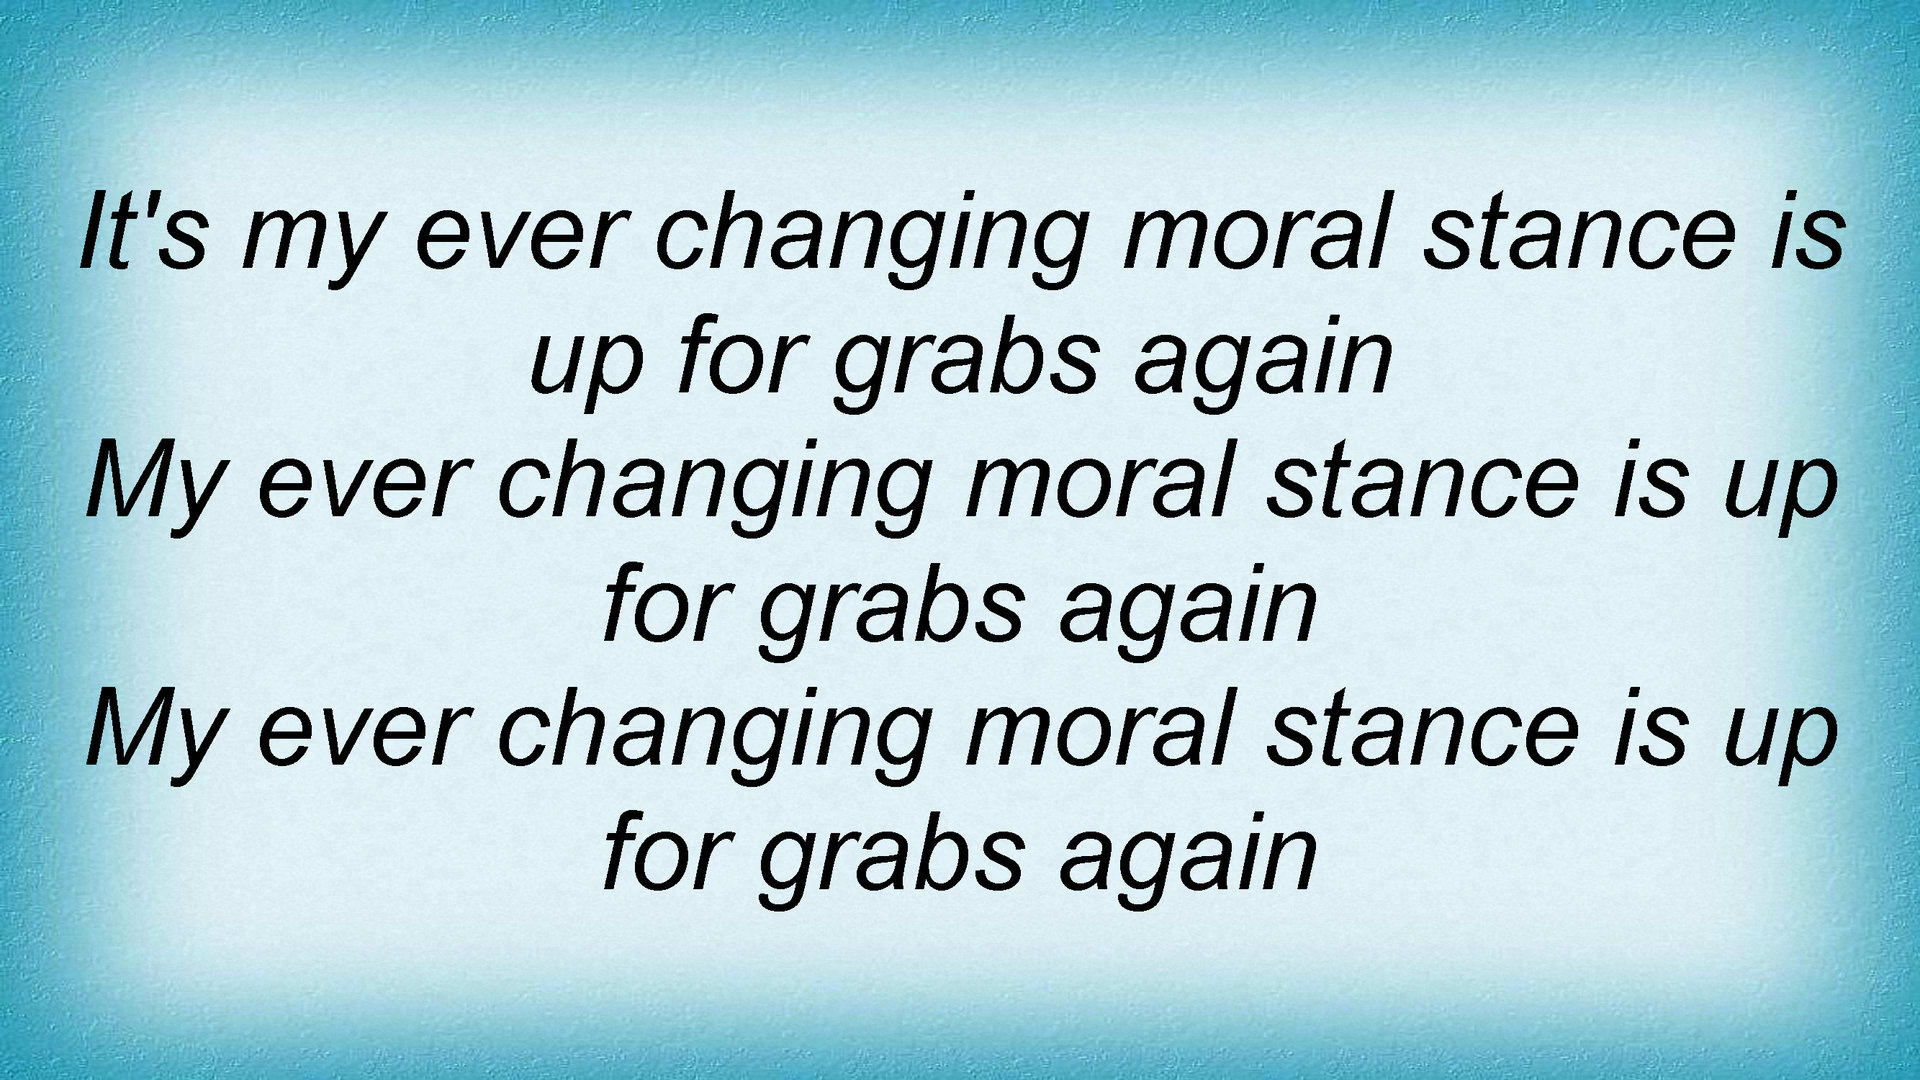 It's my ever changing moral stance is
up for grabs again
My ever changing moral stance is up
for grabs again
My ever changing moral stance is up
for grabs again